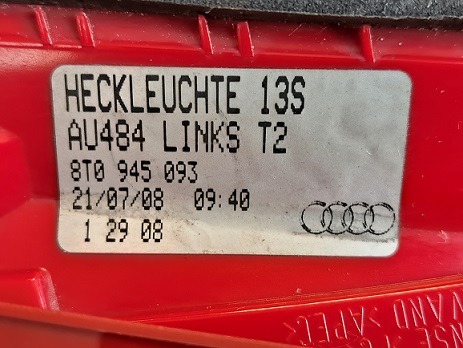 HECKLEUCHTE 13S
AU484 LINKS T2
8T0 945 093
21/07/08 09:40
1 29 08